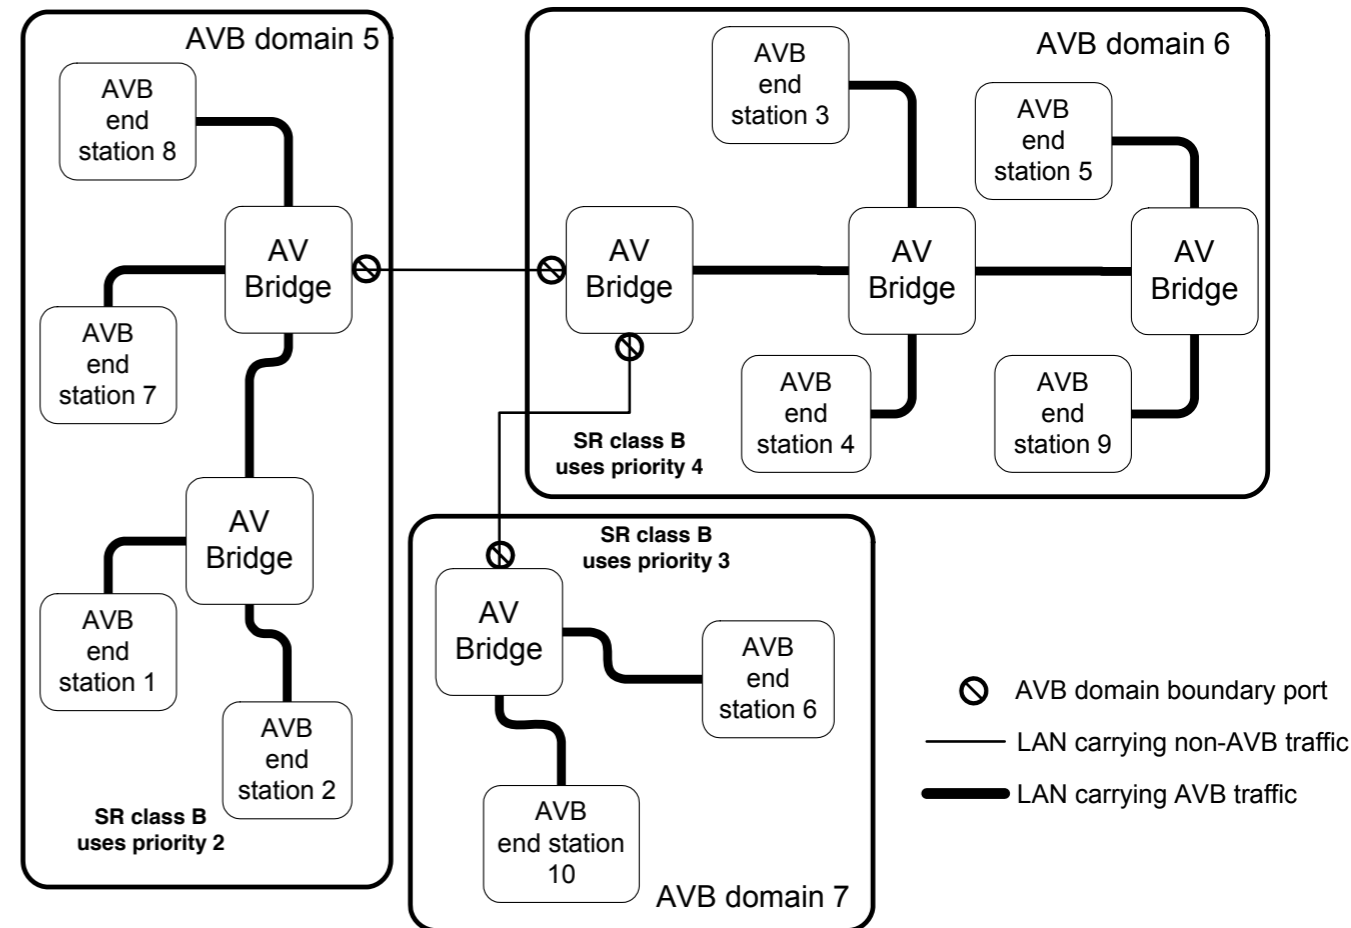 AVB domain 5
AVB
end
station 8
AV
Bridge
AVB
end
station 7
AV
Bridge
AVB
end
station 1
AVB
end
station 2
SR class B
uses priority 2
AVB domain 6
AVB
end
station 3
AVB
end
station 5
AV
Bridge
AV
Bridge
AV
Bridge
AVB
end
station 4
AVB
end
station 9
SR class B
uses priority 4
SR class B
uses priority 3
AV
Bridge
AVB
end
station 6
AVB
end station
10
AVB domain 7
AVB domain boundary port
LAN carrying non-AVB traffic
LAN carrying AVB traffic